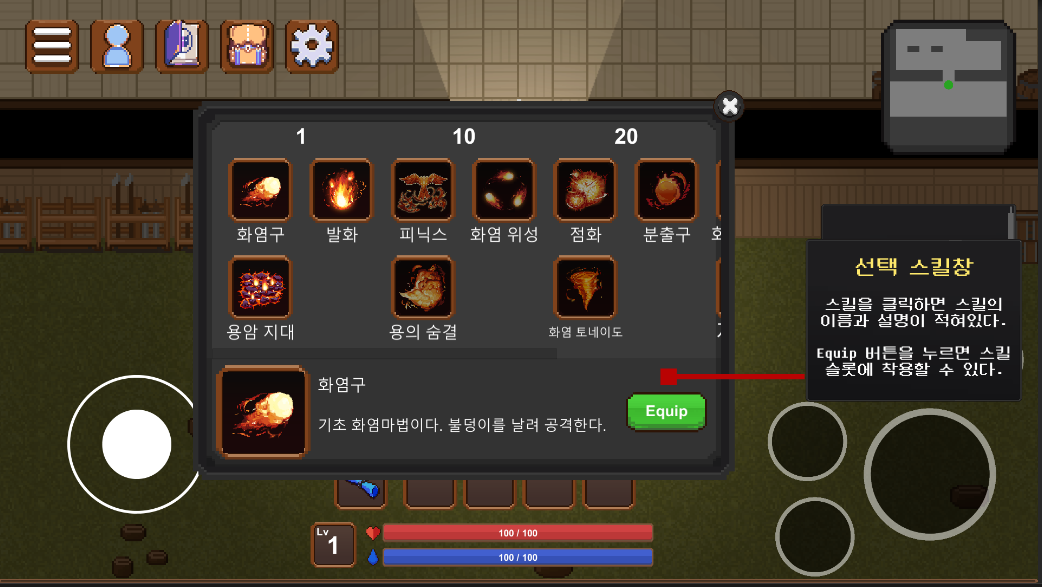 1 10 20
화염구 발화 피닉스 화염 위성 점화 분출구
용암 지대 용의 숨결 화염 토네이도
선택 스킬창
스킬을 클릭하면 스킬의
이름과 설명이 적혀있다.
Equip 버튼을 누르면 스킬
슬롯에 착용할 수 있다.
화염구
기초 화염마법이다. 불덩이를 날려 공격한다.
Equip
Lv
1
100 / 100
100 / 100